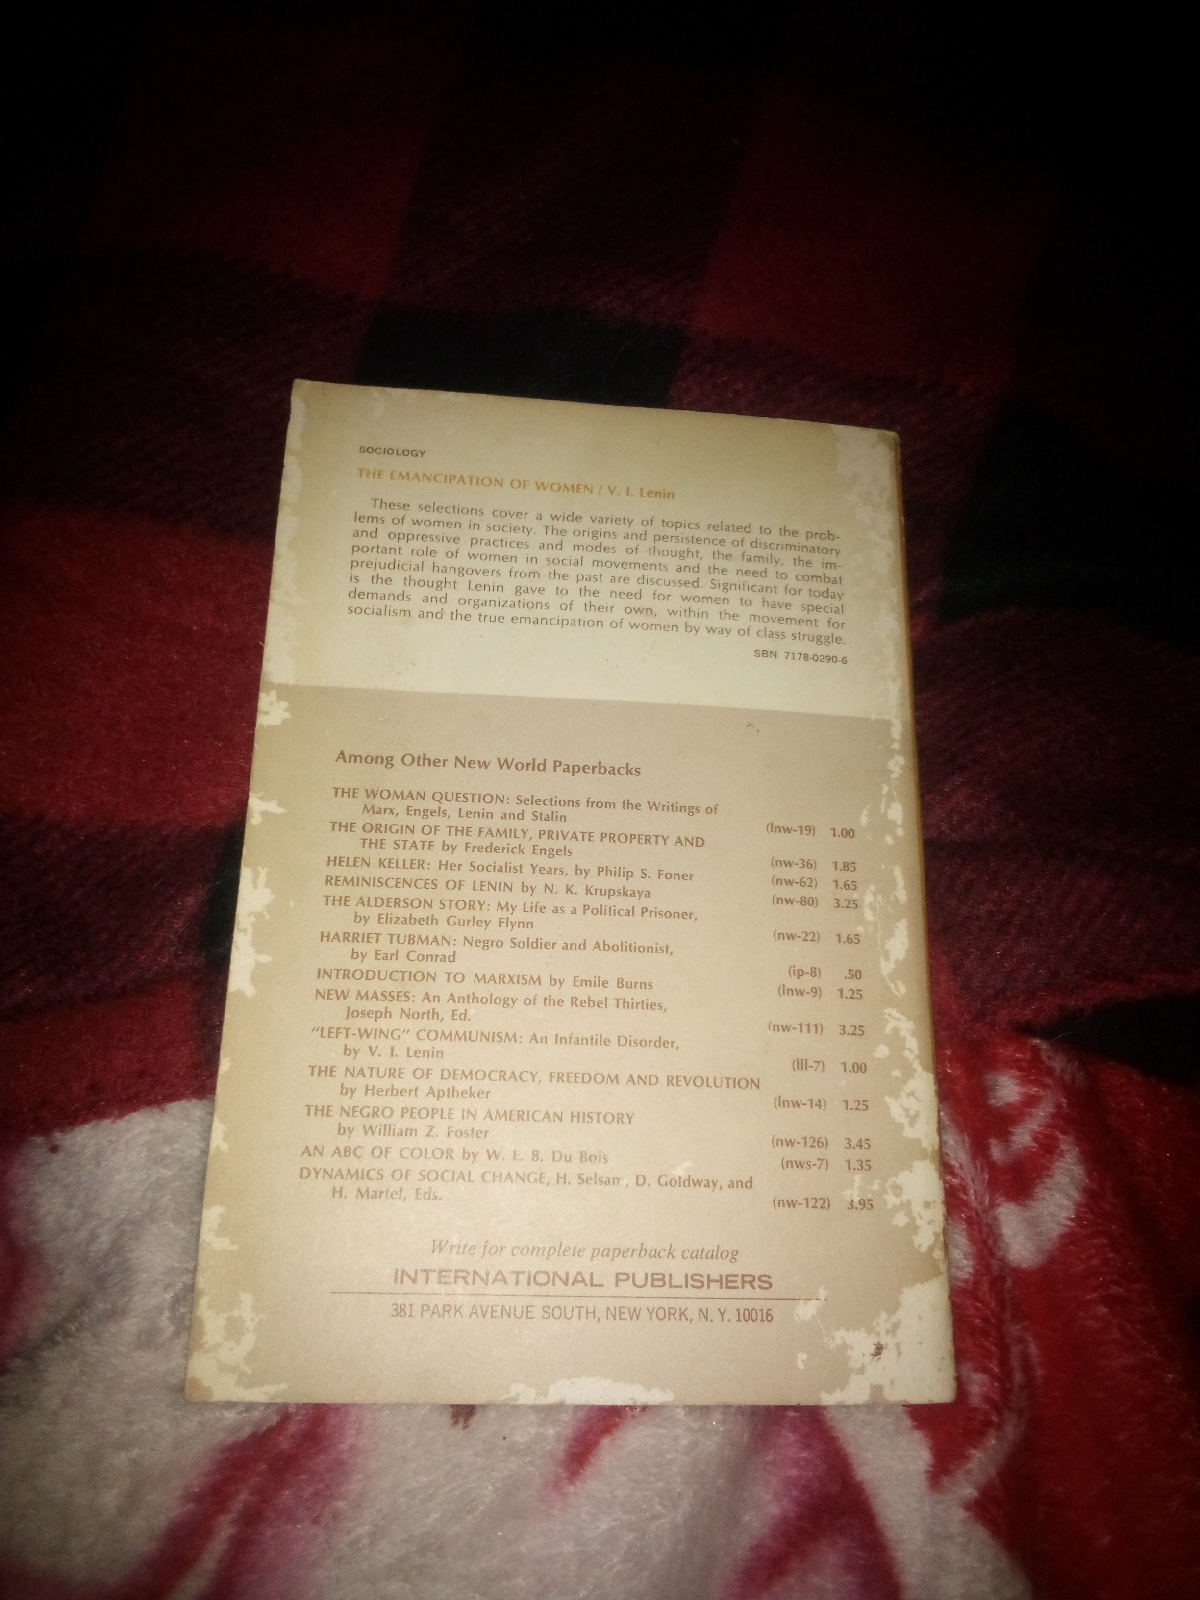 SOCIOLOGY
THE EMANCIPATION OF WOMEN / V. I. Lenin
These selections cover a wide variety of topics related to the prob-
lems of women in society. The origins and persistence of discriminatory
and oppressive practices and modes of thought, the family, the im-
portant role of women in social movements and the need to combat
prejudicial hangovers from the past are discussed. Significant for today
is the thought Lenin gave to the need for women to have special
demands and organizations of their own, within the movement for
socialism and the true emancipation of women by way of class struggle.
SBN 7178-0290-6
Among Other New World Paperbacks
THE WOMAN QUESTION: Selections from the Writings of
Marx, Engels, Lenin and Stalin (lnw-19) 1.00
THE ORIGIN OF THE FAMILY, PRIVATE PROPERTY AND
THE STATE by Frederick Engels (nw-36) 1.85
HELEN KELLER: Her Socialist Years, by Philip S. Foner (nw-62) 1.65
REMINISCENCES OF LENIN by N. K. Krupskaya (nw-80) 3.25
THE ALDERSON STORY: My Life as a Political Prisoner,
by Elizabeth Gurley Flynn (nw-22) 1.65
HARRIET TUBMAN: Negro Soldier and Abolitionist,
by Earl Conrad (ip-8) .50
INTRODUCTION TO MARXISM by Emile Burns (lnw-9) 1.25
NEW MASSES: An Anthology of the Rebel Thirties,
Joseph North, Ed. (nw-111) 3.25
"LEFT-WING" COMMUNISM: An Infantile Disorder,
by V. I. Lenin (lll-7) 1.00
THE NATURE OF DEMOCRACY, FREEDOM AND REVOLUTION
by Herbert Aptheker (lnw-14) 1.25
THE NEGRO PEOPLE IN AMERICAN HISTORY
by William Z. Foster (nw-126) 3.45
AN ABC OF COLOR by W. E. B. Du Bois (nws-7) 1.35
DYNAMICS OF SOCIAL CHANGE, H. Selsam, D. Goldway, and
H. Martel, Eds. (nw-122) 3.95
Write for complete paperback catalog
INTERNATIONAL PUBLISHERS
381 PARK AVENUE SOUTH, NEW YORK, N. Y. 10016